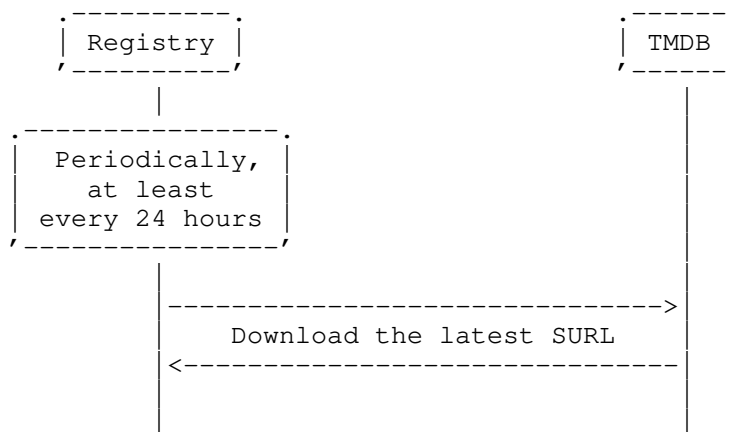 Registry
TMDB
Periodically,
at least
every 24 hours
Download the latest SURL